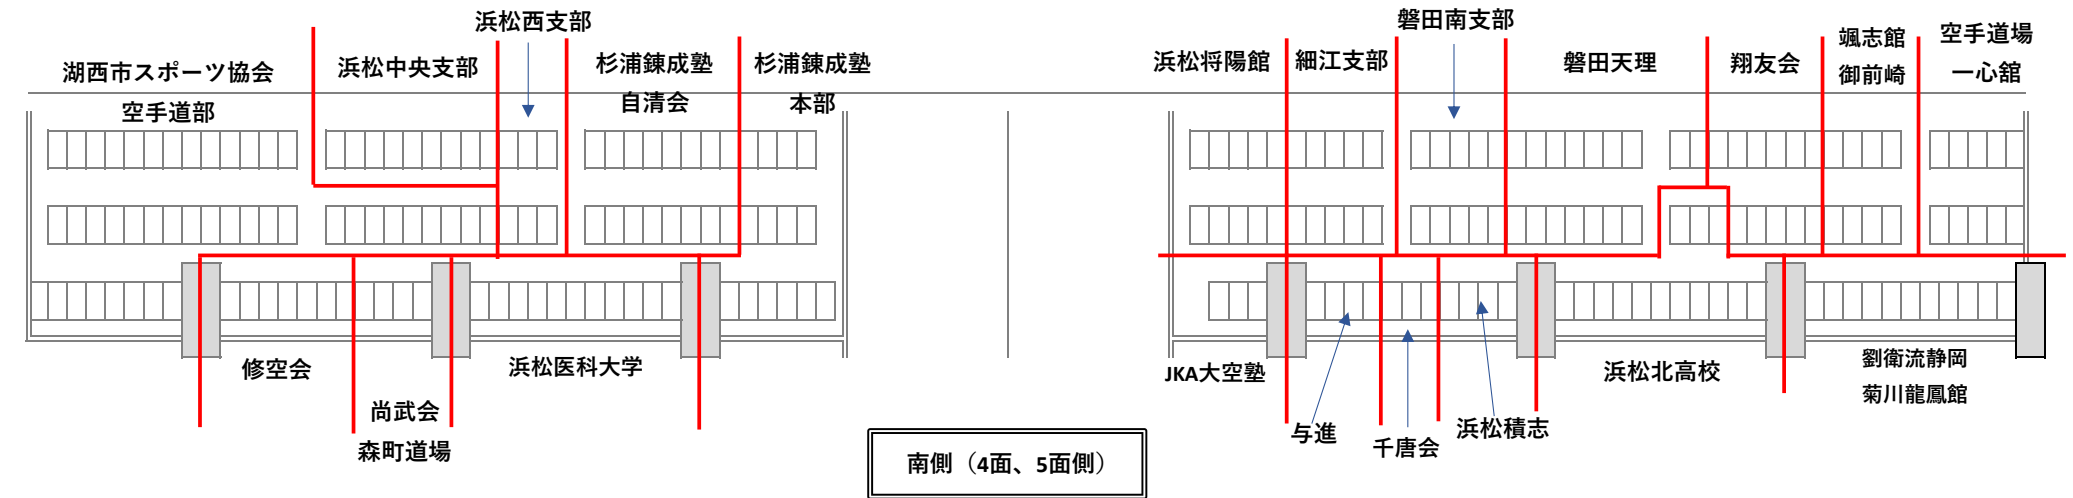 浜松西支部
湖西市スポーツ協会
空手道部
浜松中央支部
杉浦錬成塾
自清会
杉浦錬成塾
本部
磐田南支部
浜松将陽館
細江支部
磐田天理
翔友会
颯志館
御前崎
空手道場
一心舘
修空会
尚武会
森町道場
浜松医科大学
JKA大空塾
与進
千唐会
浜松積志
浜松北高校
劉衛流静岡
菊川龍鳳館
南側（4面、5面側）